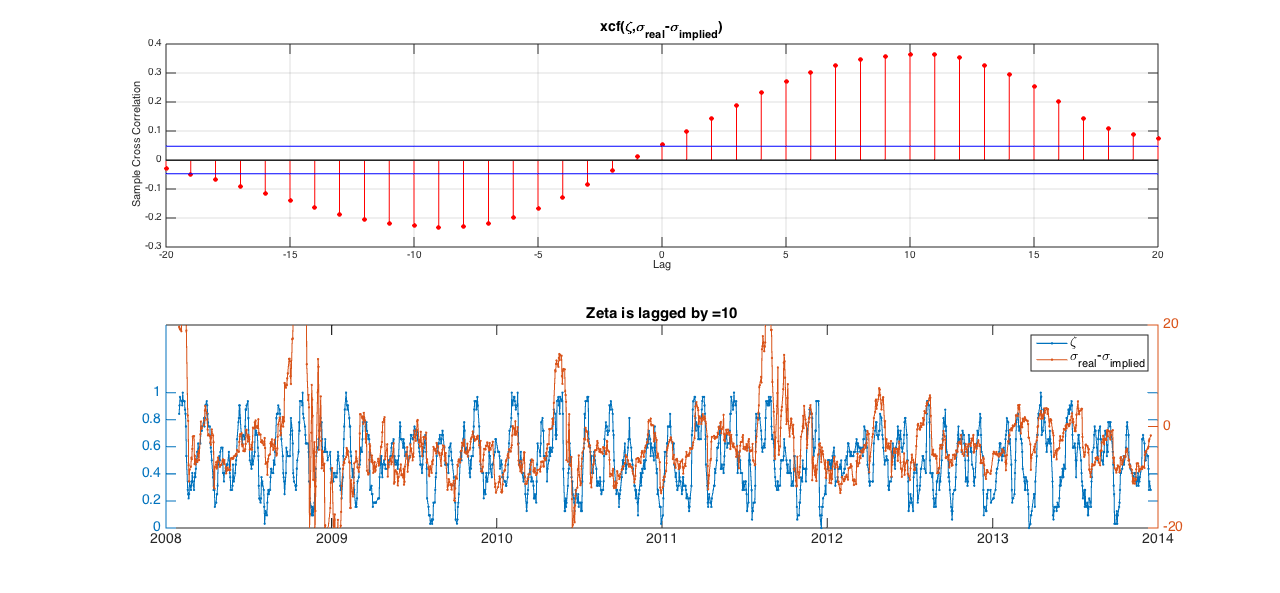 xcf(ζ,σreal-σimplied)
0.4
0.3
0.2
0.1
0
-0.1
-0.2
-0.3
Sample Cross Correlation
-20 -15 -10 -5 0 5 10 15 20
Lag
Zeta is lagged by =10
1
0.8
0.6
0.4
0.2
0
20
0
-20
ζ
σreal-σimplied
2008 2009 2010 2011 2012 2013 2014